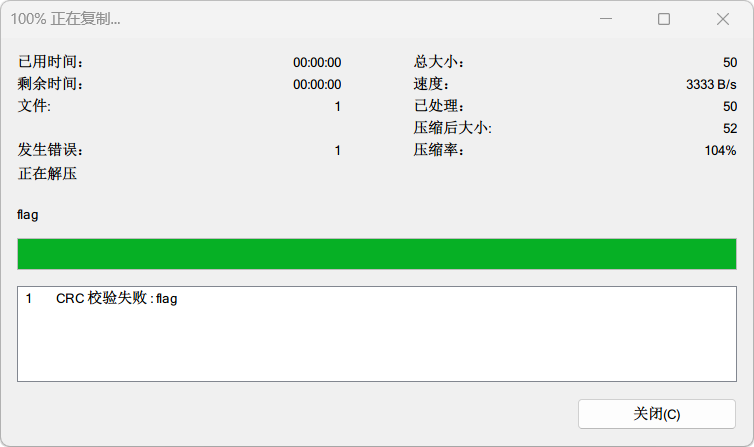 100% 正在复制...
已用时间： 00:00:00 总大小： 50
剩余时间： 00:00:00 速度： 3333 B/s
文件: 1 已处理： 50
压缩后大小: 52
发生错误： 1 压缩率： 104%
正在解压
flag
1 CRC 校验失败 : flag
关闭(C)